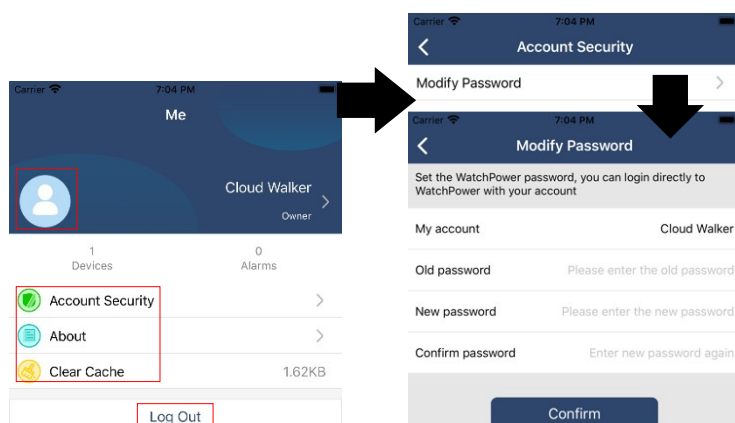 Carrier 7:04 PM
Me
Cloud Walker
Owner
1 0
Devices Alarms
Account Security
About
Clear Cache 1.62KB
Log Out
Carrier 7:04 PM
Account Security
Modify Password
Carrier 7:04 PM
Modify Password
Set the WatchPower password, you can login directly to
WatchPower with your account
My account Cloud Walker
Old password Please enter the old password
New password Please enter the new password
Confirm password Enter new password again
Confirm